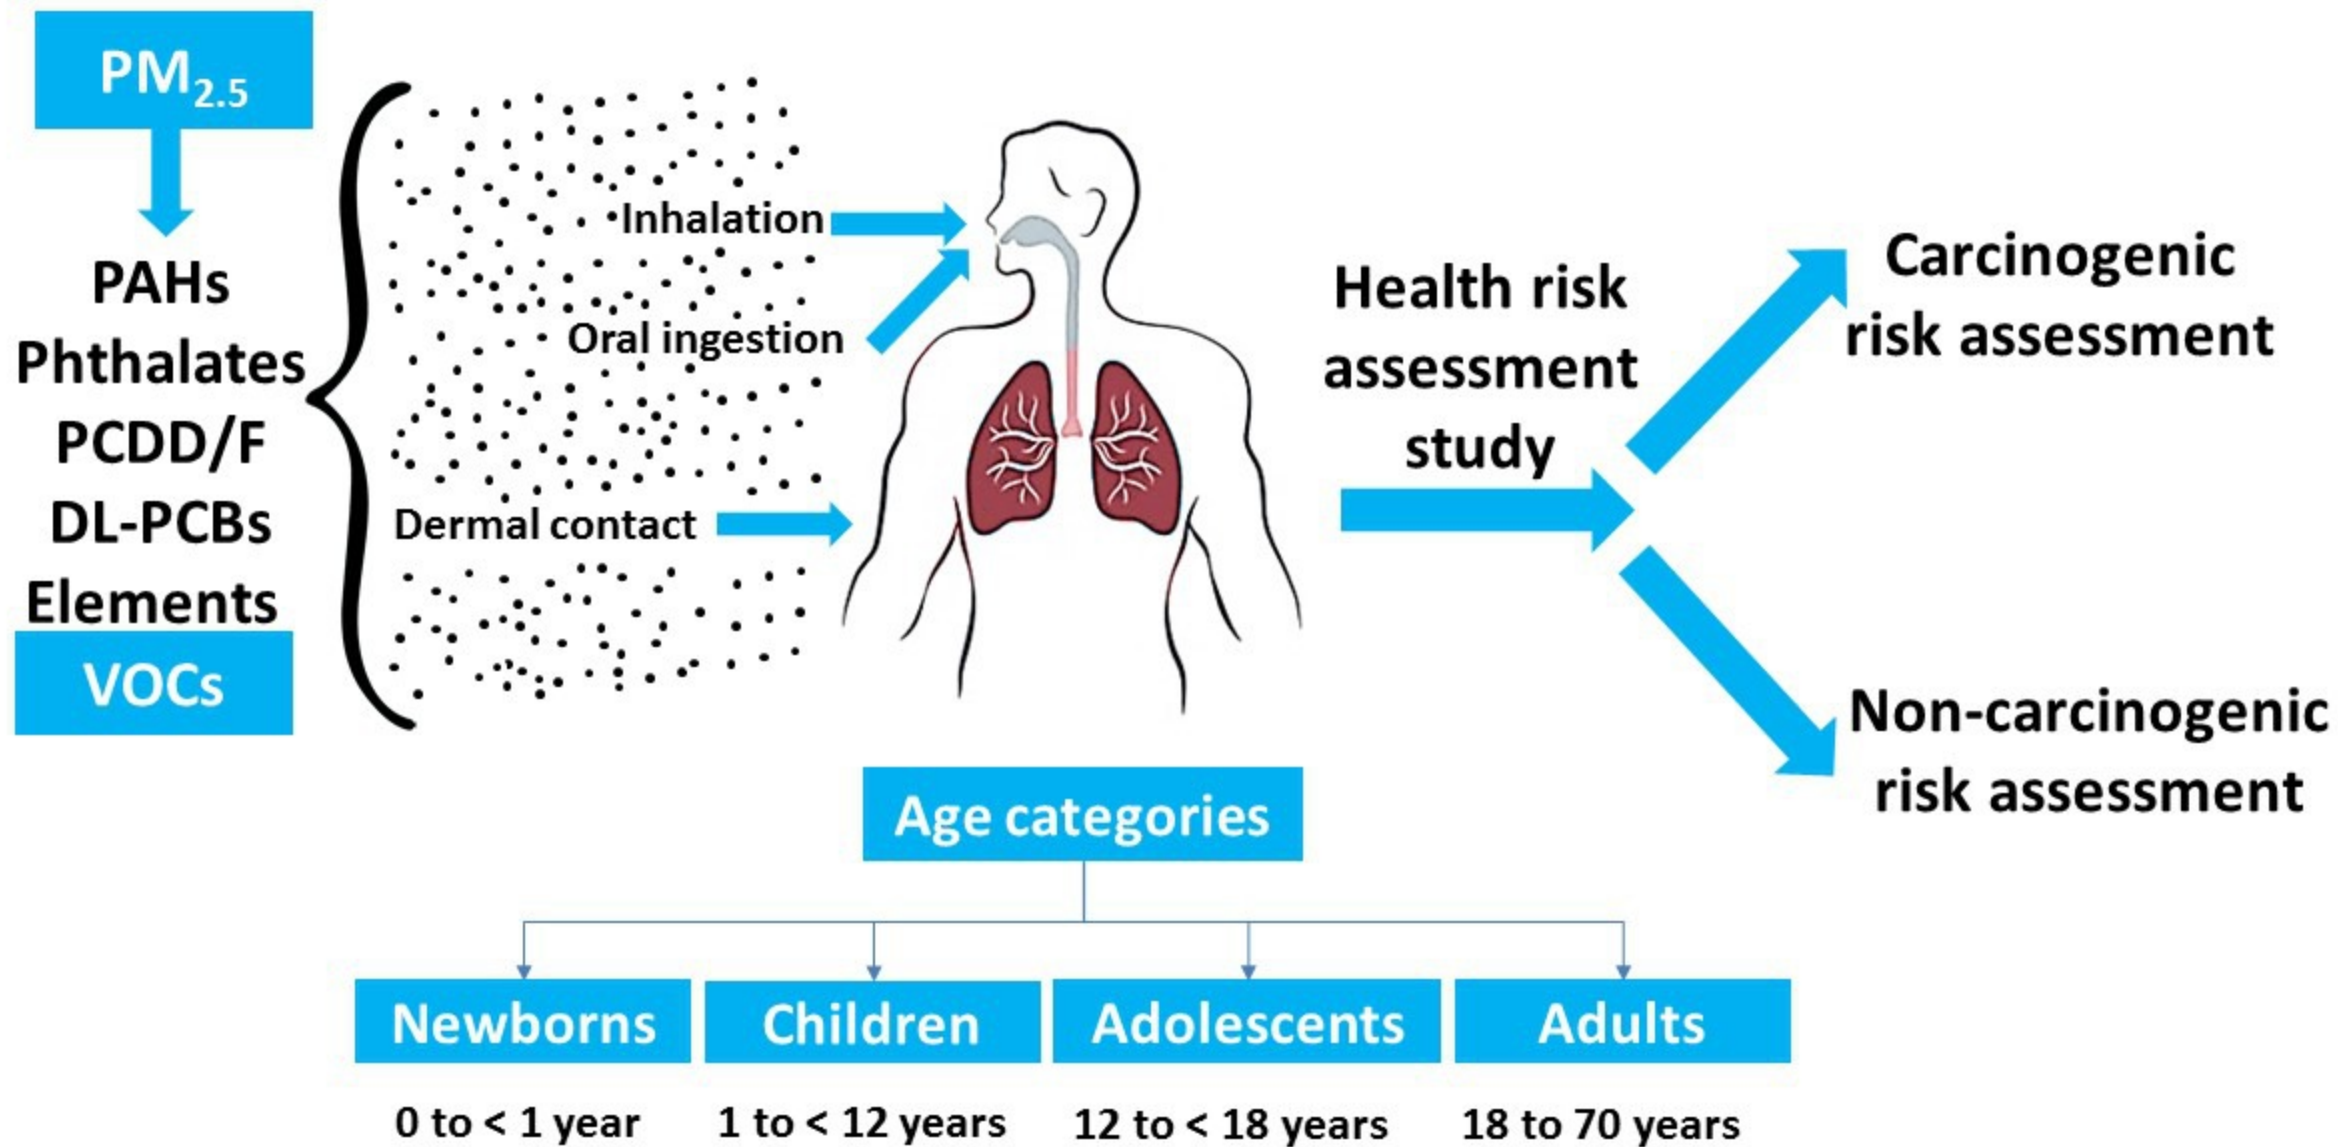 PM2.5
PAHs
Phthalates
PCDD/F
DL-PCBs
Elements
VOCs
Inhalation
Oral ingestion
Dermal contact
Health risk
assessment
study
Carcinogenic
risk assessment
Non-carcinogenic
risk assessment
Age categories
Newborns
Children
Adolescents
Adults
0 to < 1 year
1 to < 12 years
12 to < 18 years
18 to 70 years